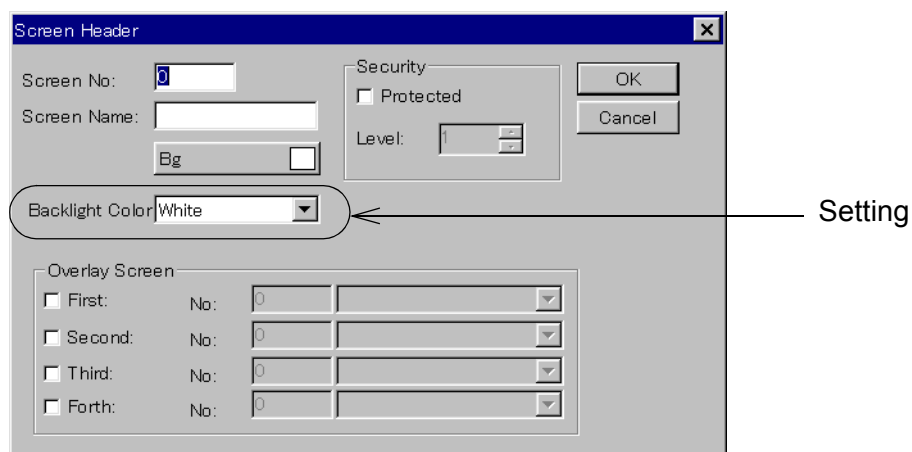 Screen Header
Screen No: 0
Screen Name:
Bg
Security
Protected
Level: 1
OK
Cancel
Backlight Color White
Setting
Overlay Screen
First: No: 0
Second: No: 0
Third: No: 0
Forth: No: 0